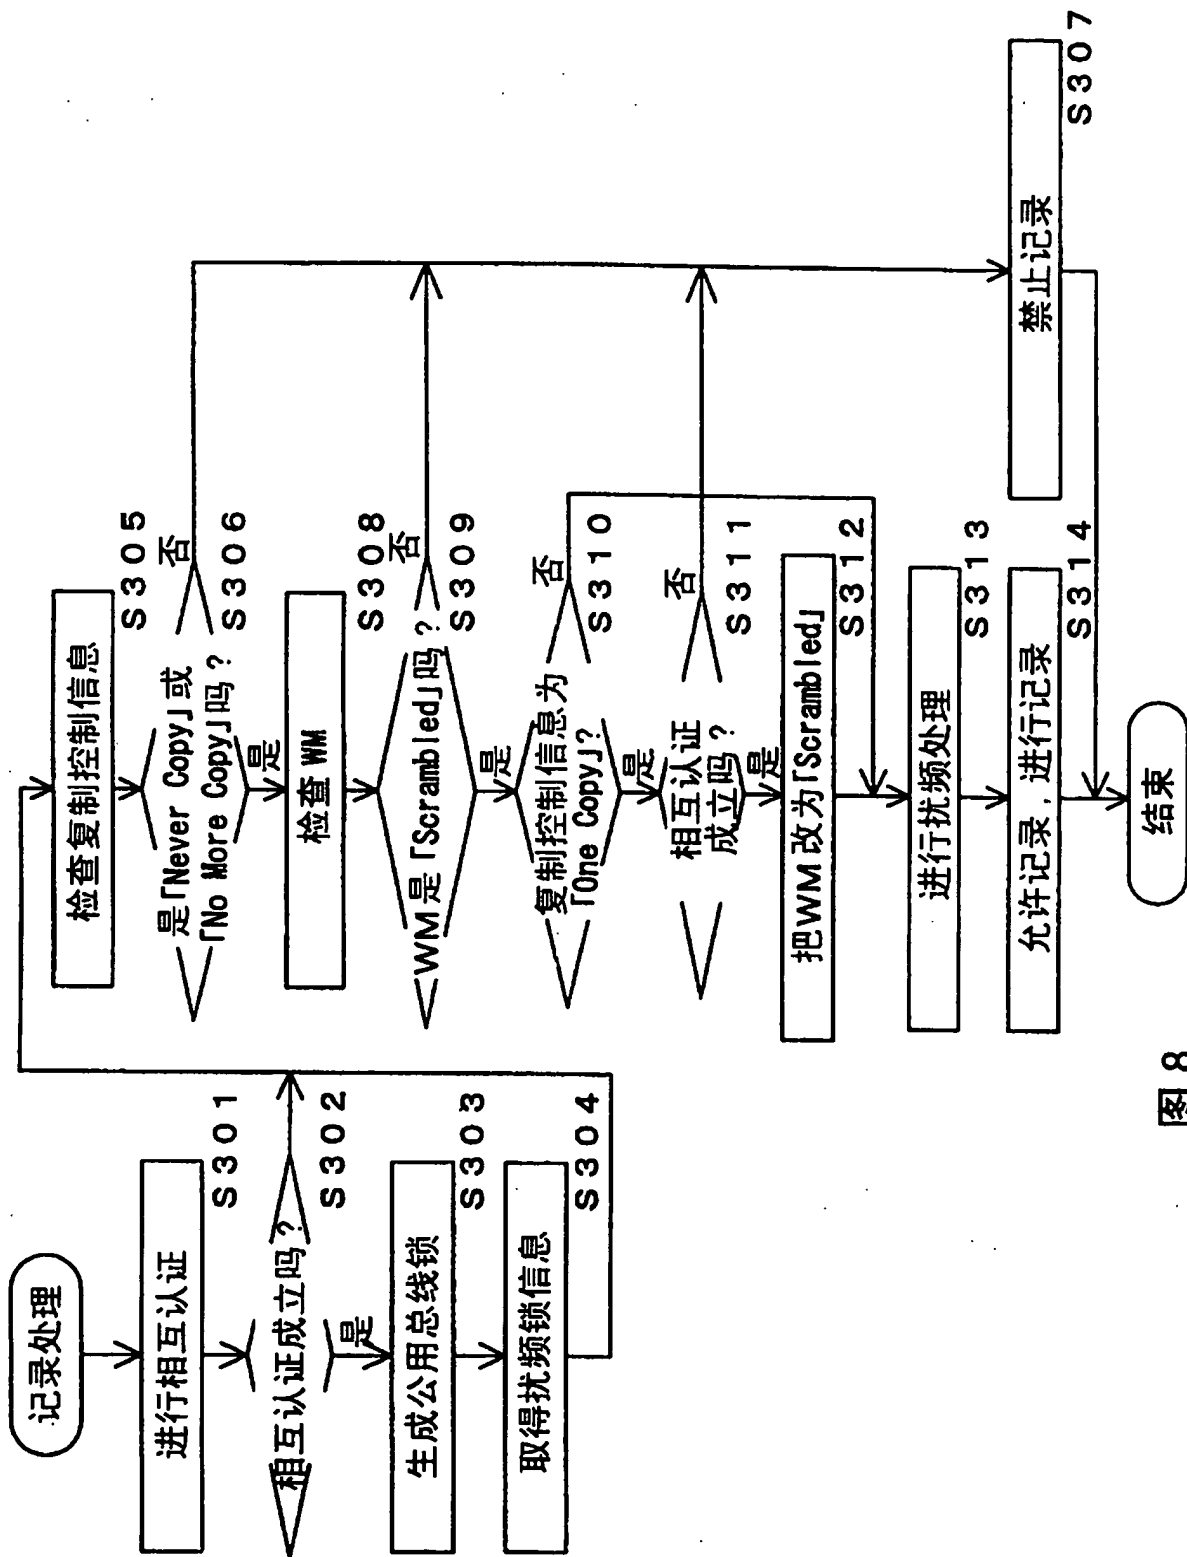 记录处理
进行相互认证
S301
相互认证成立吗?
S302
是
生成公用总线锁
S303
取得扰频锁信息
S304
检查复制控制信息
S305
是「Never Copy」或
「No More Copy」吗?
否
S306
是
检查WM
S308
WM是「Scrambled」吗?
否
S309
是
复制控制信息为
「One Copy」?
否
S310
是
相互认证
成立吗?
否
S311
是
把WM改为「Scrambled」
S312
进行扰频处理
S313
允许记录,进行记录
S314
禁止记录
S307
结束
图8